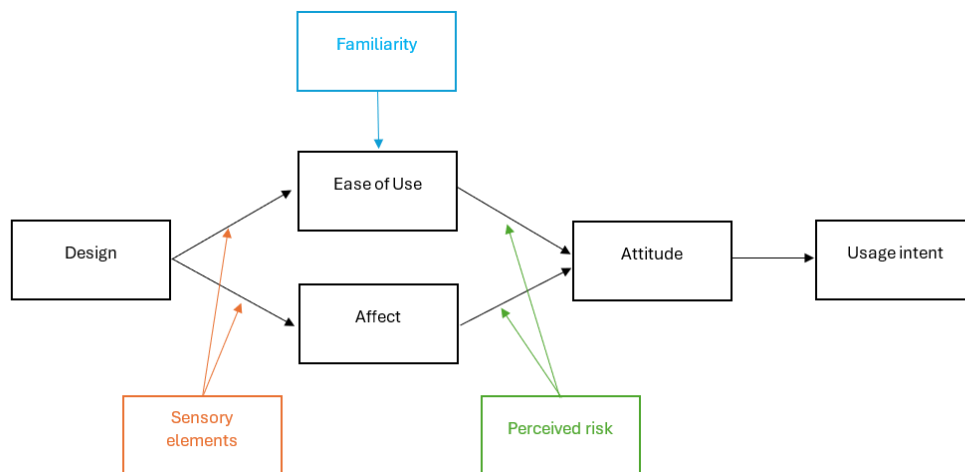 Familiarity
Ease of Use
Design
Attitude
Usage intent
Affect
Sensory
elements
Perceived risk